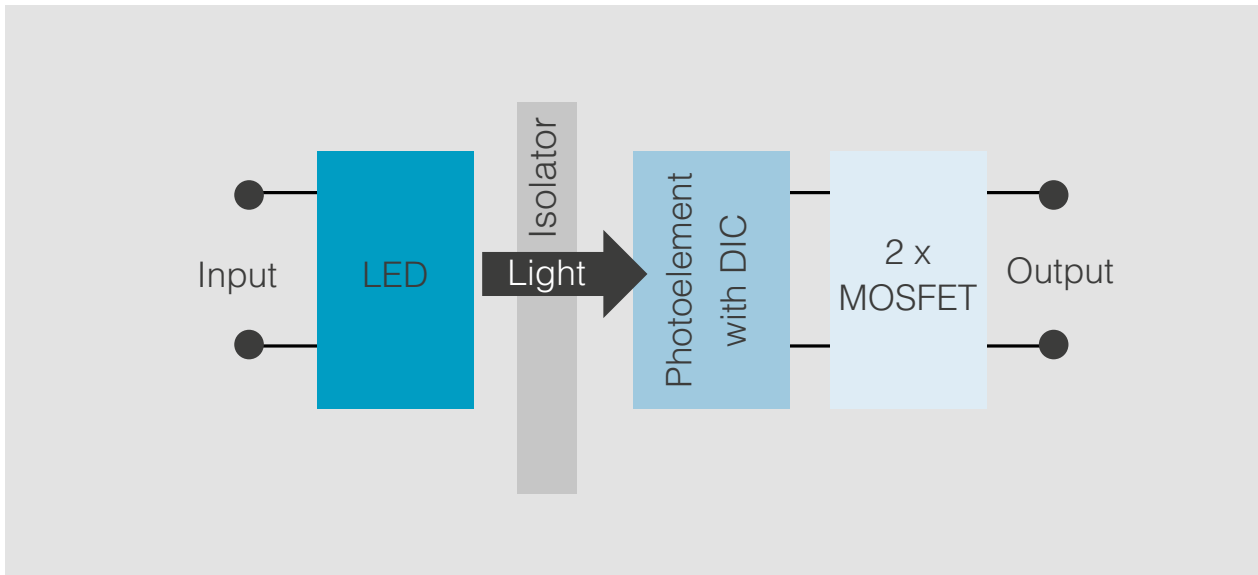 Input
LED
Isolator
Light
Photoelement
with DIC
2 x
MOSFET
Output